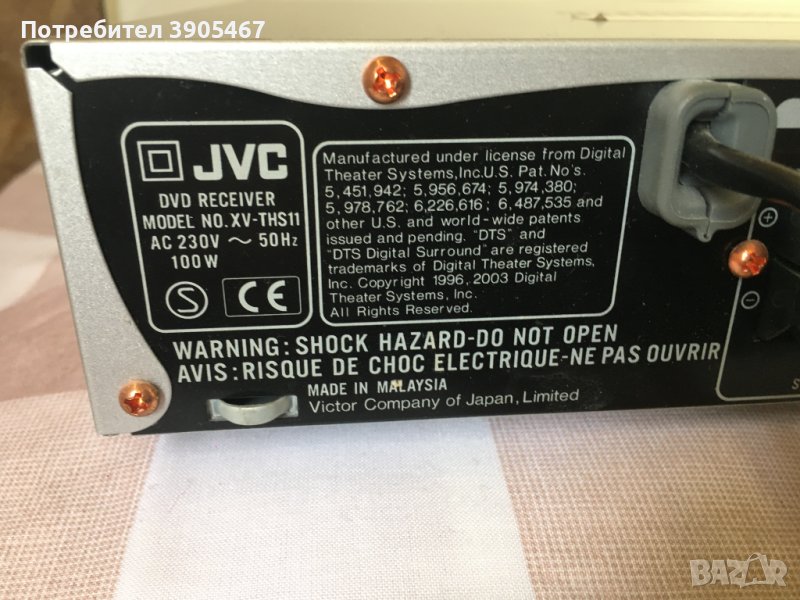 Потребител 3905467
JVC
DVD RECEIVER
MODEL NO. XV-THS11
AC 230V ~ 50Hz
100W
S CE
Manufactured under license from Digital
Theater Systems,Inc.U.S. Pat. No's.
5,451,942; 5,956,674; 5,974,380;
5,978,762; 6,226,616; 6,487,535 and
other U.S. and world-wide patents
issued and pending. "DTS" and
"DTS Digital Surround" are registered
trademarks of Digital Theater Systems,
Inc. Copyright 1996, 2003 Digital
Theater Systems, Inc.
All Rights Reserved.
WARNING: SHOCK HAZARD-DO NOT OPEN
AVIS: RISQUE DE CHOC ELECTRIQUE-NE PAS OUVRIR
MADE IN MALAYSIA
Victor Company of Japan, Limited
+
−
S
BAZAR